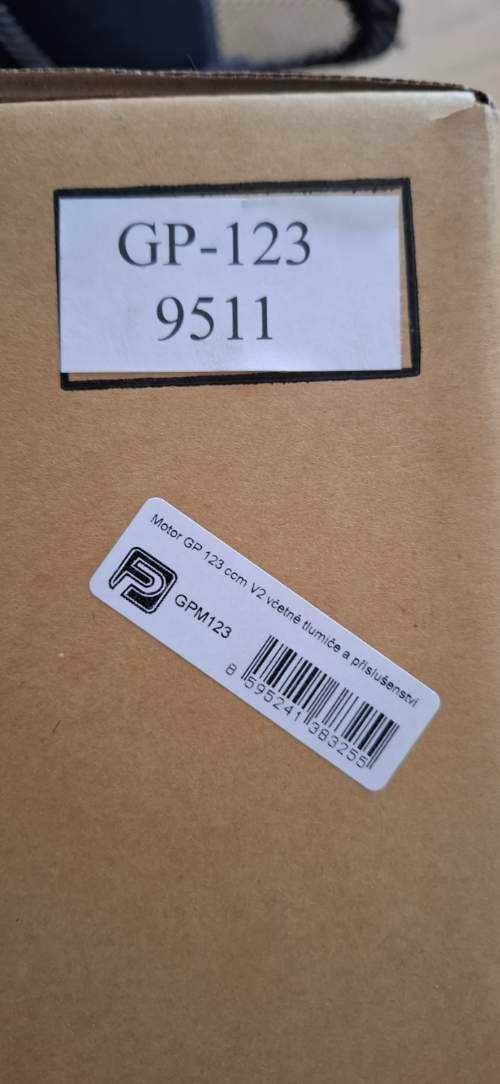 GP-123
9511
Motor GP 123 ccm V2 včetně tlumiče a příslušenství
GPM123
8 595241 383255